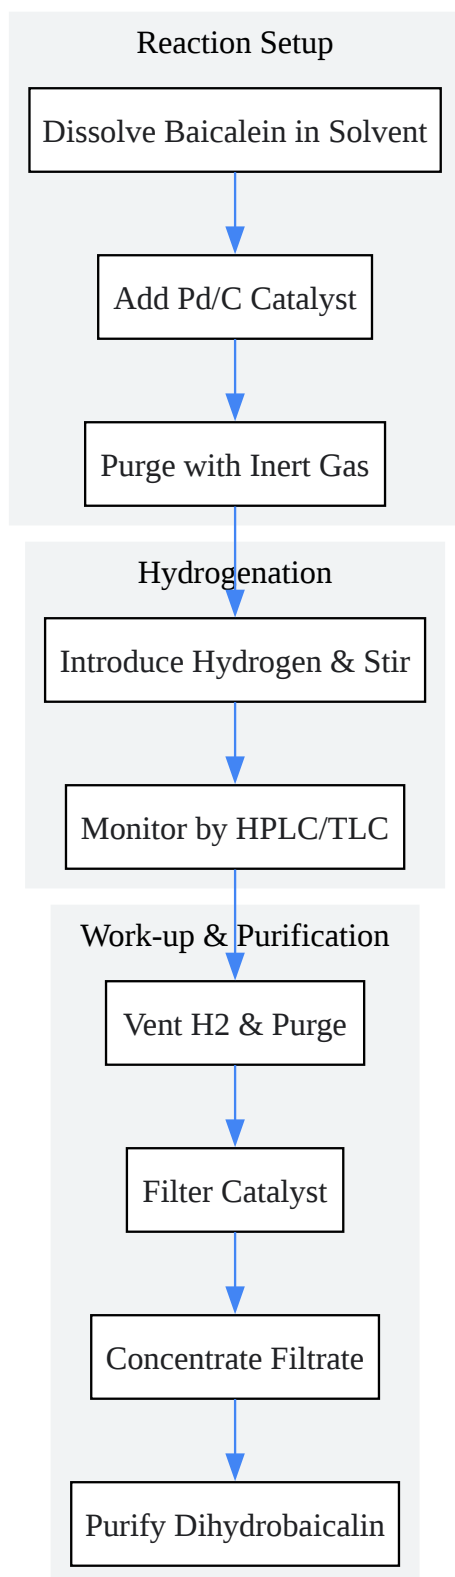 Reaction Setup
Dissolve Baicalein in Solvent
Add Pd/C Catalyst
Purge with Inert Gas
Hydrogenation
Introduce Hydrogen & Stir
Monitor by HPLC/TLC
Work-up & Purification
Vent H2 & Purge
Filter Catalyst
Concentrate Filtrate
Purify Dihydrobaicalin